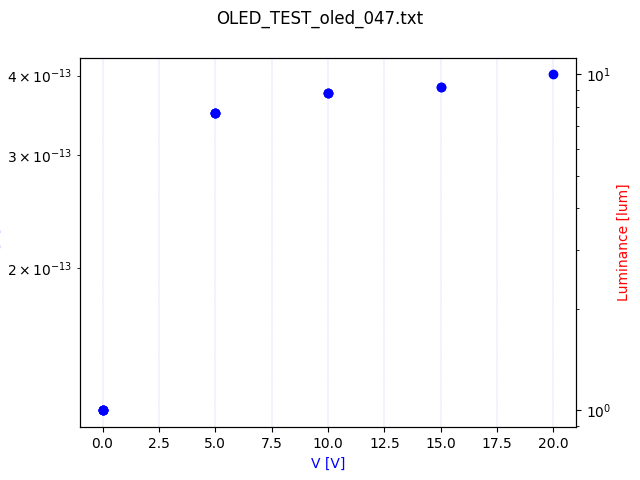 OLED_TEST_oled_047.txt
4 × 10⁻¹³
3 × 10⁻¹³
2 × 10⁻¹³
10¹
10⁰
Luminance [lum]
0.0 2.5 5.0 7.5 10.0 12.5 15.0 17.5 20.0
V [V]